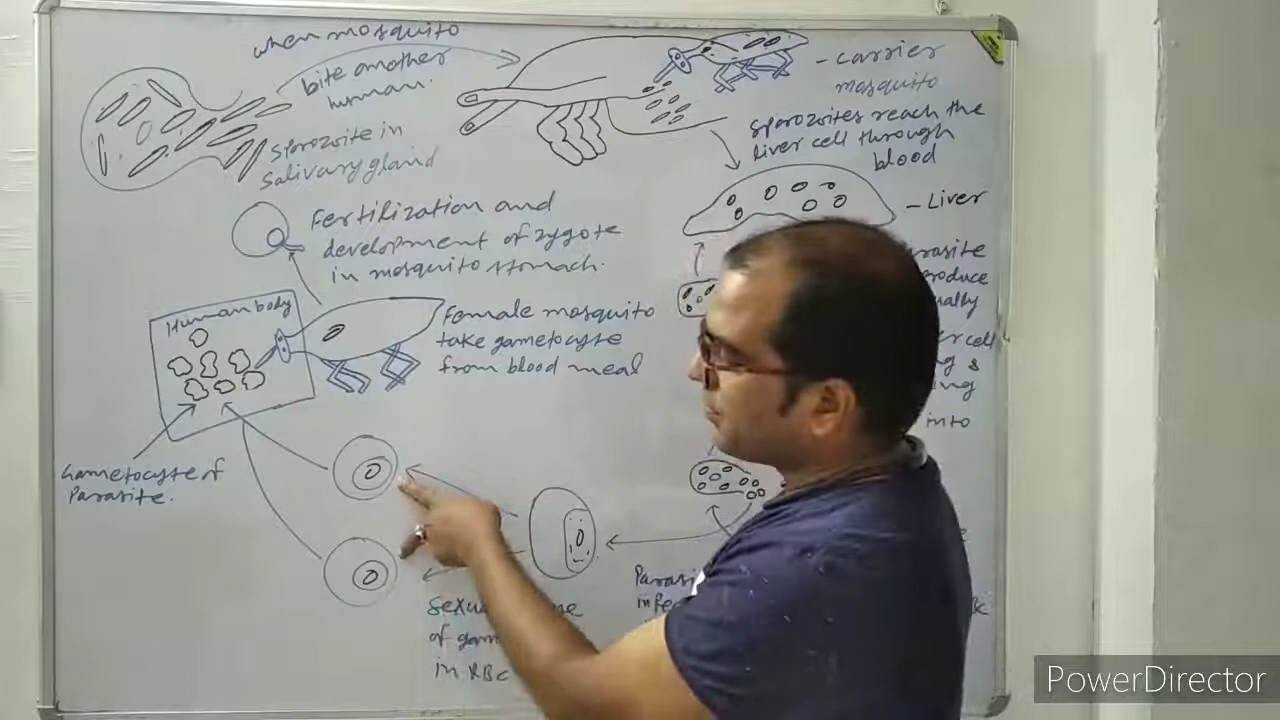 when mosquito
bite another
human.
Sporozoite in
Salivary gland
- Carrier
mosquito
Sporozoites reach the
liver cell through
blood
- Liver
Fertilization and
development of zygote
in mosquito stomach.
Human body
Female mosquito
take gametocyte
from blood meal
Gametocyte of
Parasite.
cell
&
into
of
in RBC
PowerDirector